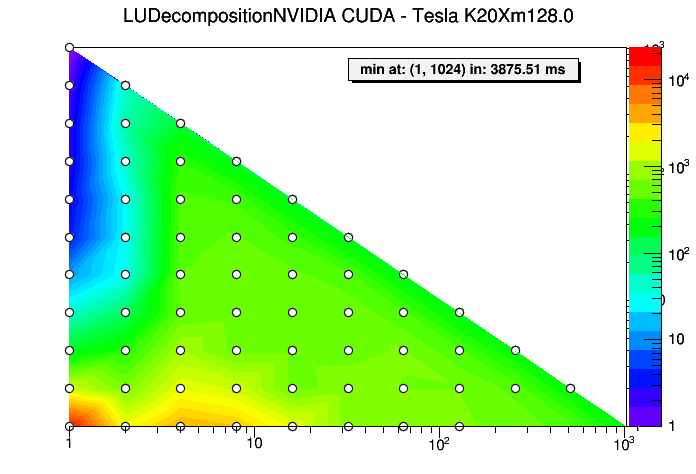 LUDecompositionNVIDIA CUDA - Tesla K20Xm128.0
min at: (1, 1024) in: 3875.51 ms
10³
10⁴
10³
10²
10
1
1 10 10² 10³